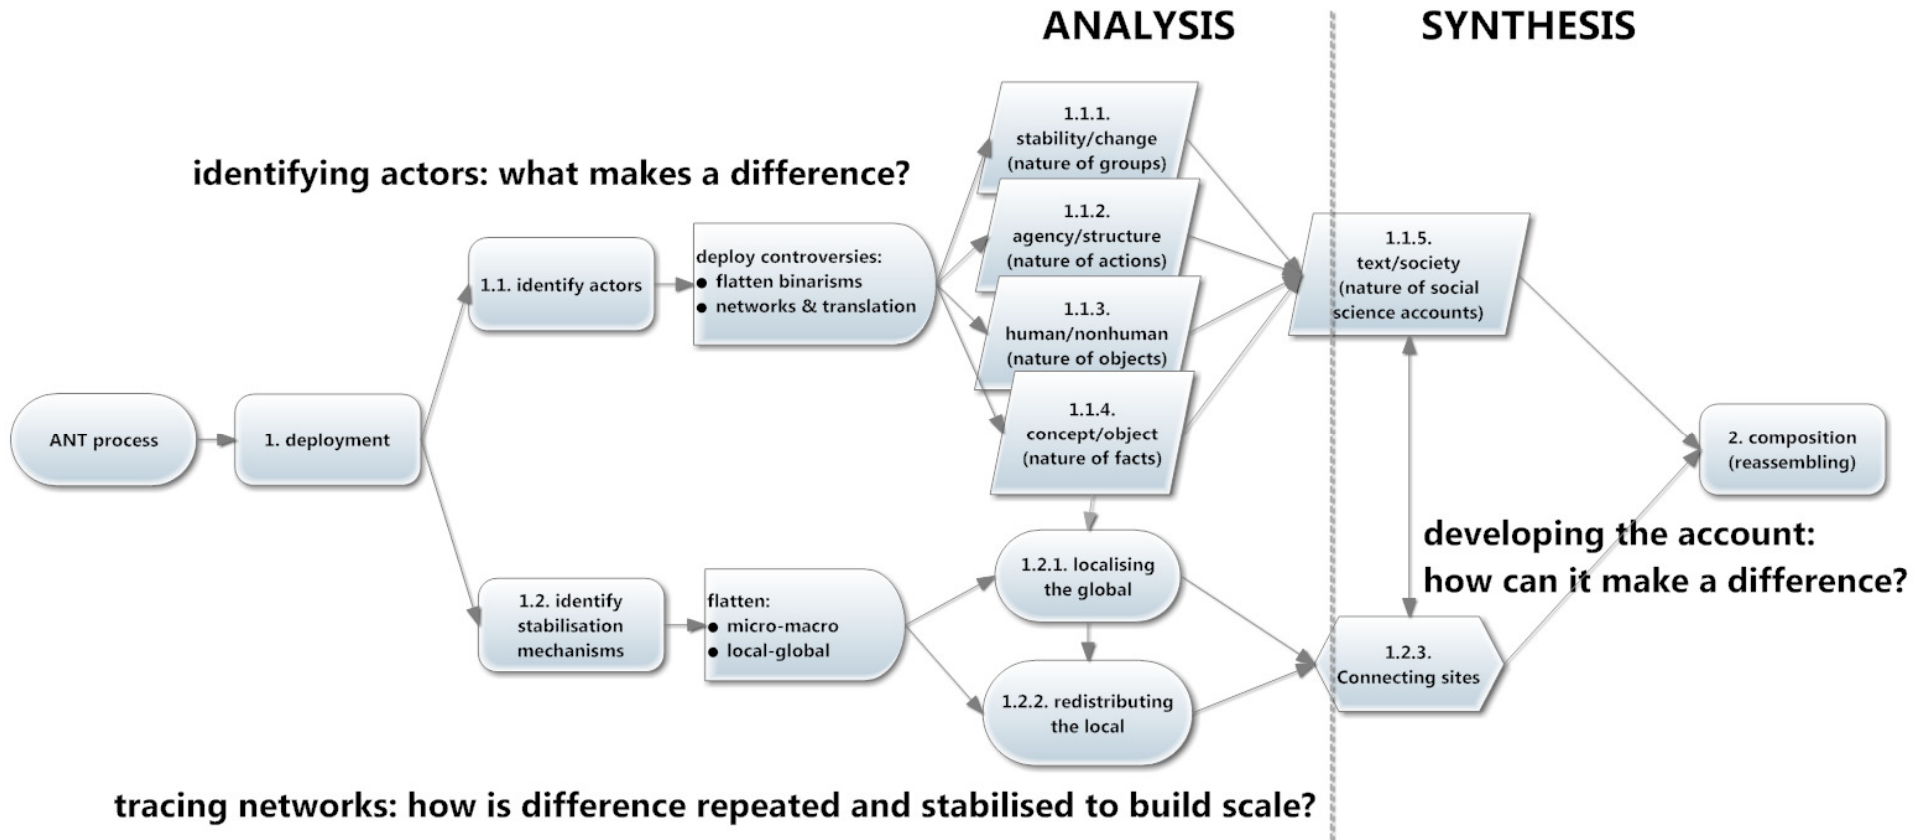 ANALYSIS
SYNTHESIS
identifying actors: what makes a difference?
1.1.1.
stability/change
(nature of groups)
1.1.2.
agency/structure
(nature of actions)
1.1.3.
human/nonhuman
(nature of objects)
1.1.4.
concept/object
(nature of facts)
1.1.5.
text/society
(nature of social
science accounts)
1.1. identify actors
deploy controversies:
● flatten binarisms
● networks & translation
ANT process
1. deployment
2. composition
(reassembling)
developing the account:
how can it make a difference?
1.2. identify
stabilisation
mechanisms
flatten:
● micro-macro
● local-global
1.2.1. localising
the global
1.2.2. redistributing
the local
1.2.3.
Connecting sites
tracing networks: how is difference repeated and stabilised to build scale?